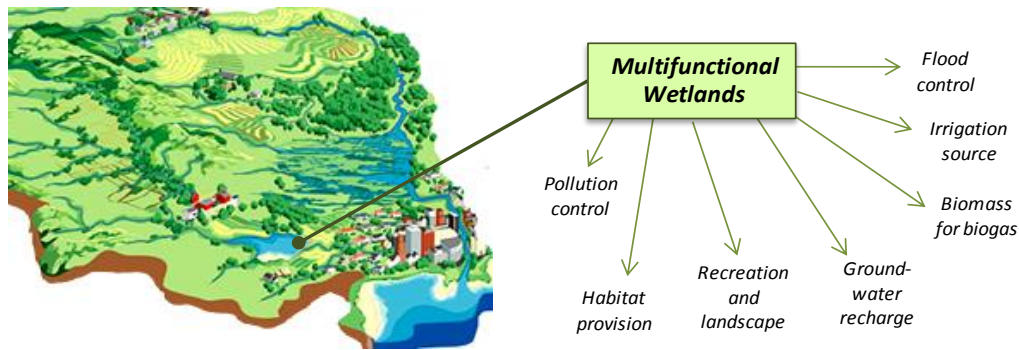 Multifunctional
Wetlands
Flood
control
Irrigation
source
Biomass
for biogas
Ground-
water
recharge
Recreation
and
landscape
Habitat
provision
Pollution
control